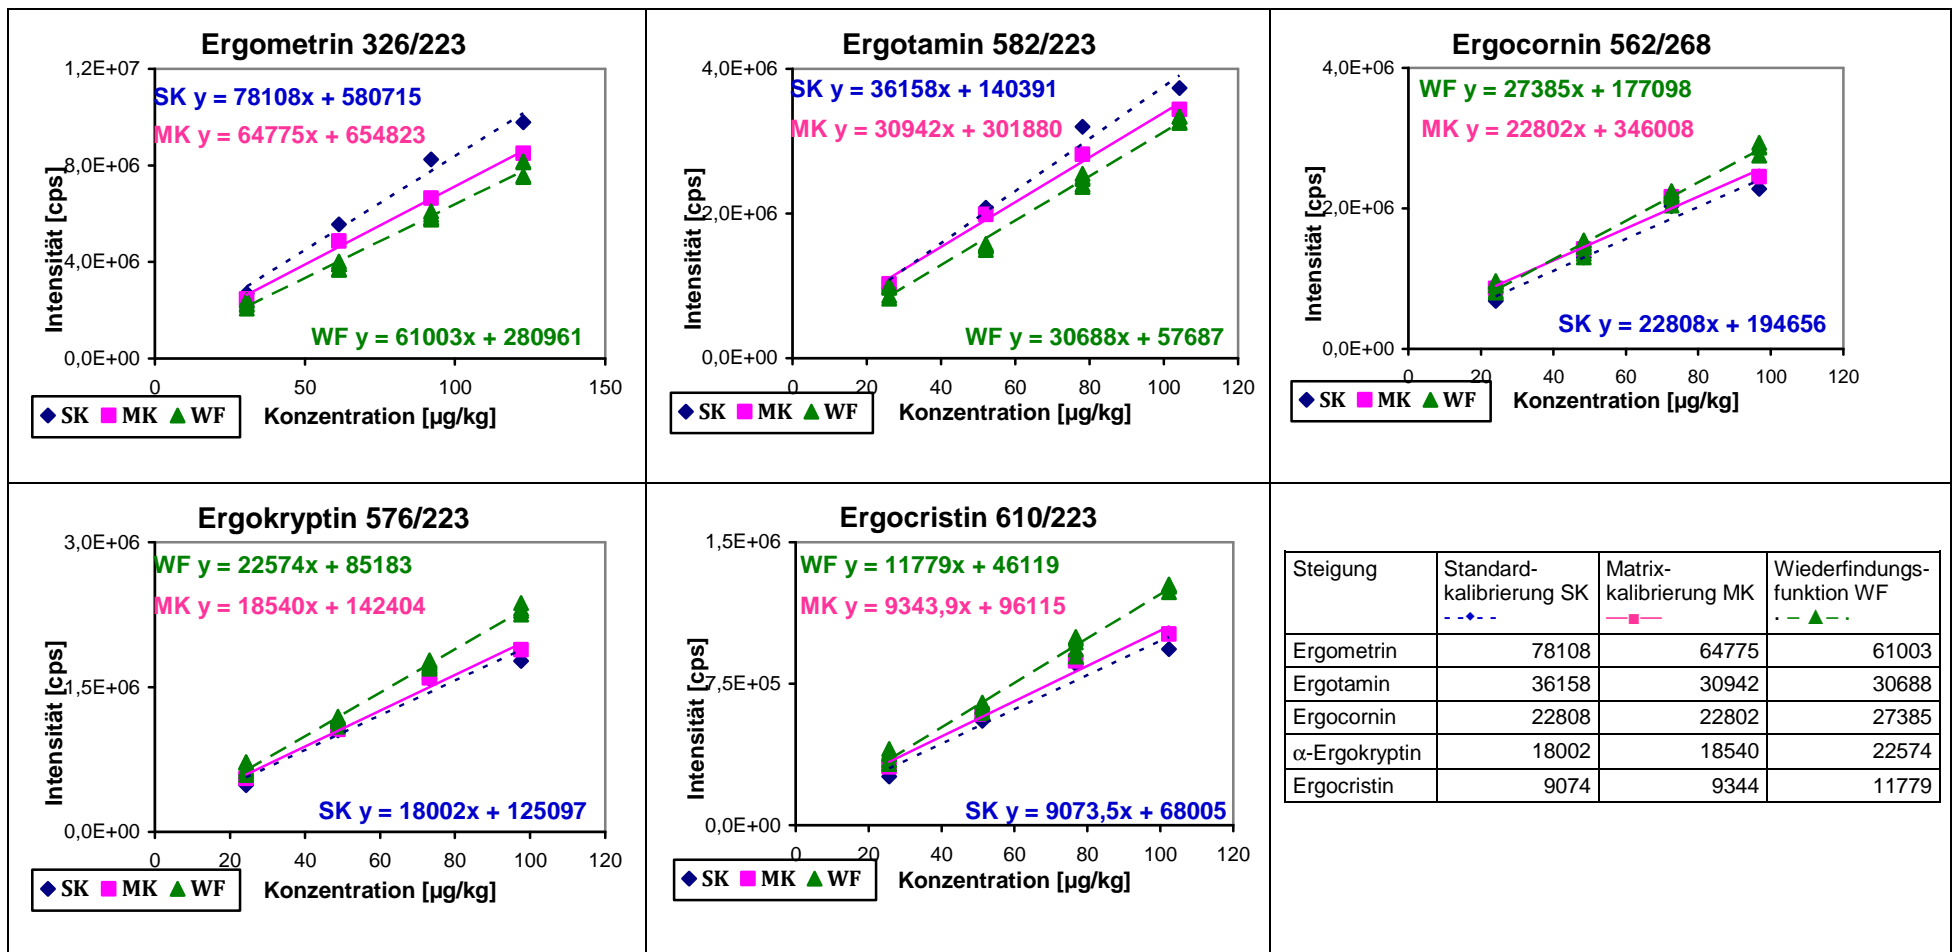 Ergometrin 326/223
1,2E+07
8,0E+06
4,0E+06
0,0E+00
Intensität [cps]
SK y = 78108x + 580715
MK y = 64775x + 654823
WF y = 61003x + 280961
0 50 100 150
Konzentration [µg/kg]
SK MK WF
Ergotamin 582/223
4,0E+06
2,0E+06
0,0E+00
Intensität [cps]
SK y = 36158x + 140391
MK y = 30942x + 301880
WF y = 30688x + 57687
0 20 40 60 80 100 120
Konzentration [µg/kg]
SK MK WF
Ergocornin 562/268
4,0E+06
2,0E+06
0,0E+00
Intensität [cps]
WF y = 27385x + 177098
MK y = 22802x + 346008
SK y = 22808x + 194656
0 20 40 60 80 100 120
Konzentration [µg/kg]
SK MK WF
Ergokryptin 576/223
3,0E+06
1,5E+06
0,0E+00
Intensität [cps]
WF y = 22574x + 85183
MK y = 18540x + 142404
SK y = 18002x + 125097
0 20 40 60 80 100 120
Konzentration [µg/kg]
SK MK WF
Ergocristin 610/223
1,5E+06
7,5E+05
0,0E+00
Intensität [cps]
WF y = 11779x + 46119
MK y = 9343,9x + 96115
SK y = 9073,5x + 68005
0 20 40 60 80 100 120
Konzentration [µg/kg]
SK MK WF
Steigung Standard- Matrix- Wiederfindungs-
kalibrierung SK kalibrierung MK funktion WF
Ergometrin 78108 64775 61003
Ergotamin 36158 30942 30688
Ergocornin 22808 22802 27385
α-Ergokryptin 18002 18540 22574
Ergocristin 9074 9344 11779